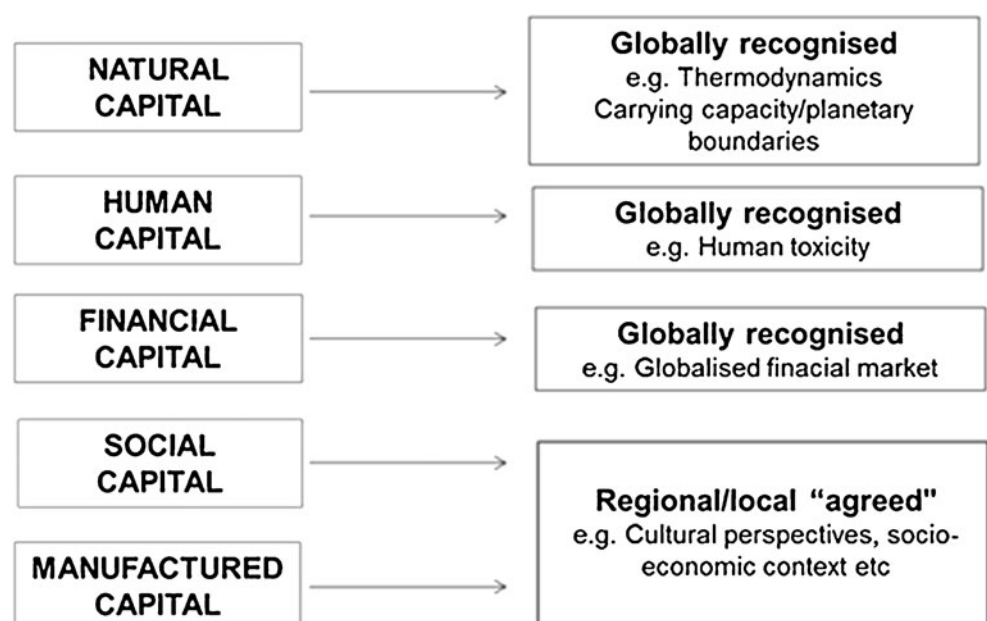 NATURAL
CAPITAL
Globally recognised
e.g. Thermodynamics
Carrying capacity/planetary
boundaries
HUMAN
CAPITAL
Globally recognised
e.g. Human toxicity
FINANCIAL
CAPITAL
Globally recognised
e.g. Globalised finacial market
SOCIAL
CAPITAL
MANUFACTURED
CAPITAL
Regional/local “agreed"
e.g. Cultural perspectives, socio-
economic context etc